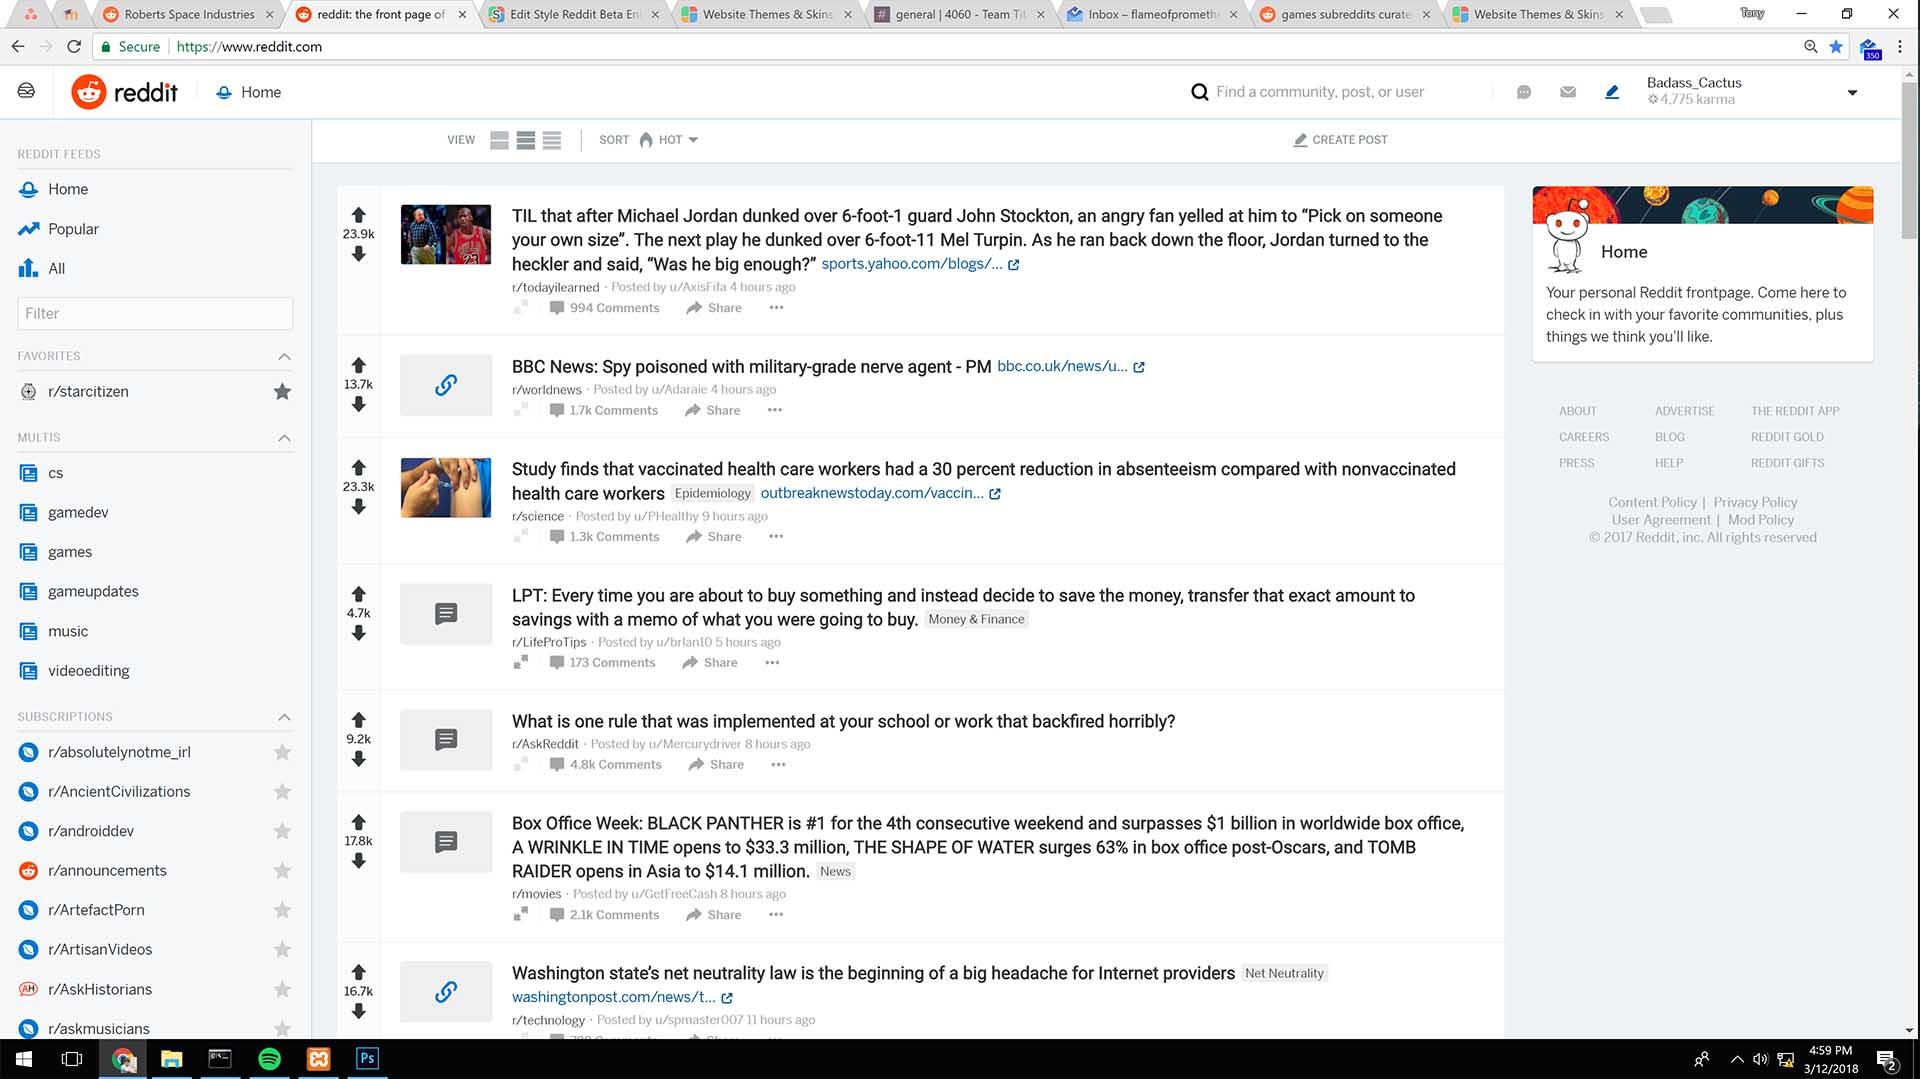 Roberts Space Industries
reddit: the front page of
Edit Style Reddit Beta En
Website Themes & Skins
general | 4060 - Team Ti
Inbox – flameofprometh
games subreddits curate
Website Themes & Skins
Tony
Secure
https://www.reddit.com
350
reddit
Home
Find a community, post, or user
Badass_Cactus
4,775 karma
VIEW
SORT
HOT
CREATE POST
REDDIT FEEDS
Home
Popular
All
Filter
FAVORITES
r/starcitizen
MULTIS
cs
gamedev
games
gameupdates
music
videoediting
SUBSCRIPTIONS
r/absolutelynotme_irl
r/AncientCivilizations
r/androiddev
r/announcements
r/ArtefactPorn
r/ArtisanVideos
AH
r/AskHistorians
r/askmusicians
23.9k
TIL that after Michael Jordan dunked over 6-foot-1 guard John Stockton, an angry fan yelled at him to “Pick on someone
your own size”. The next play he dunked over 6-foot-11 Mel Turpin. As he ran back down the floor, Jordan turned to the
heckler and said, “Was he big enough?” sports.yahoo.com/blogs/...
r/todayilearned · Posted by u/AxisFifa 4 hours ago
994 Comments Share
13.7k
BBC News: Spy poisoned with military-grade nerve agent - PM bbc.co.uk/news/u...
r/worldnews · Posted by u/Adaraie 4 hours ago
1.7k Comments Share
23.3k
Study finds that vaccinated health care workers had a 30 percent reduction in absenteeism compared with nonvaccinated
health care workers Epidemiology outbreaknewstoday.com/vaccin...
r/science · Posted by u/PHealthy 9 hours ago
1.3k Comments Share
4.7k
LPT: Every time you are about to buy something and instead decide to save the money, transfer that exact amount to
savings with a memo of what you were going to buy. Money & Finance
r/LifeProTips · Posted by u/brlan10 5 hours ago
173 Comments Share
9.2k
What is one rule that was implemented at your school or work that backfired horribly?
r/AskReddit · Posted by u/Mercurydriver 8 hours ago
4.8k Comments Share
17.8k
Box Office Week: BLACK PANTHER is #1 for the 4th consecutive weekend and surpasses $1 billion in worldwide box office,
A WRINKLE IN TIME opens to $33.3 million, THE SHAPE OF WATER surges 63% in box office post-Oscars, and TOMB
RAIDER opens in Asia to $14.1 million. News
r/movies · Posted by u/GetFreeCash 8 hours ago
2.1k Comments Share
16.7k
Washington state’s net neutrality law is the beginning of a big headache for Internet providers Net Neutrality
washingtonpost.com/news/t...
r/technology · Posted by u/spmaster007 11 hours ago
Home
Your personal Reddit frontpage. Come here to
check in with your favorite communities, plus
things we think you’ll like.
ABOUT ADVERTISE THE REDDIT APP
CAREERS BLOG REDDIT GOLD
PRESS HELP REDDIT GIFTS
Content Policy | Privacy Policy
User Agreement | Mod Policy
© 2017 Reddit, inc. All rights reserved
Ps
4:59 PM
3/12/2018
2